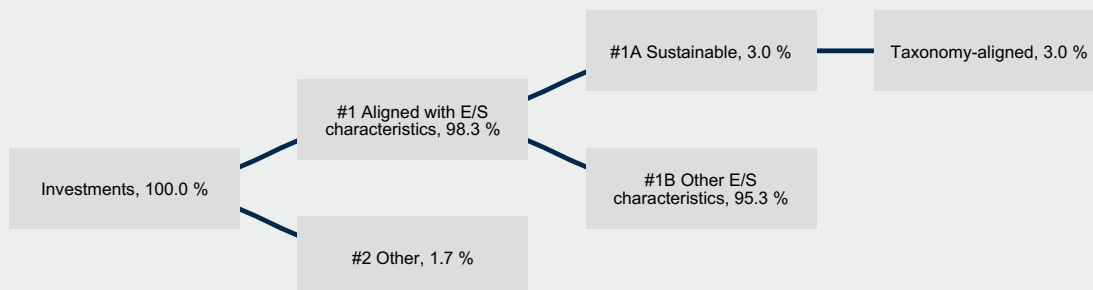 #1A Sustainable, 3.0 %
Taxonomy-aligned, 3.0 %
#1 Aligned with E/S
characteristics, 98.3 %
Investments, 100.0 %
#1B Other E/S
characteristics, 95.3 %
#2 Other, 1.7 %